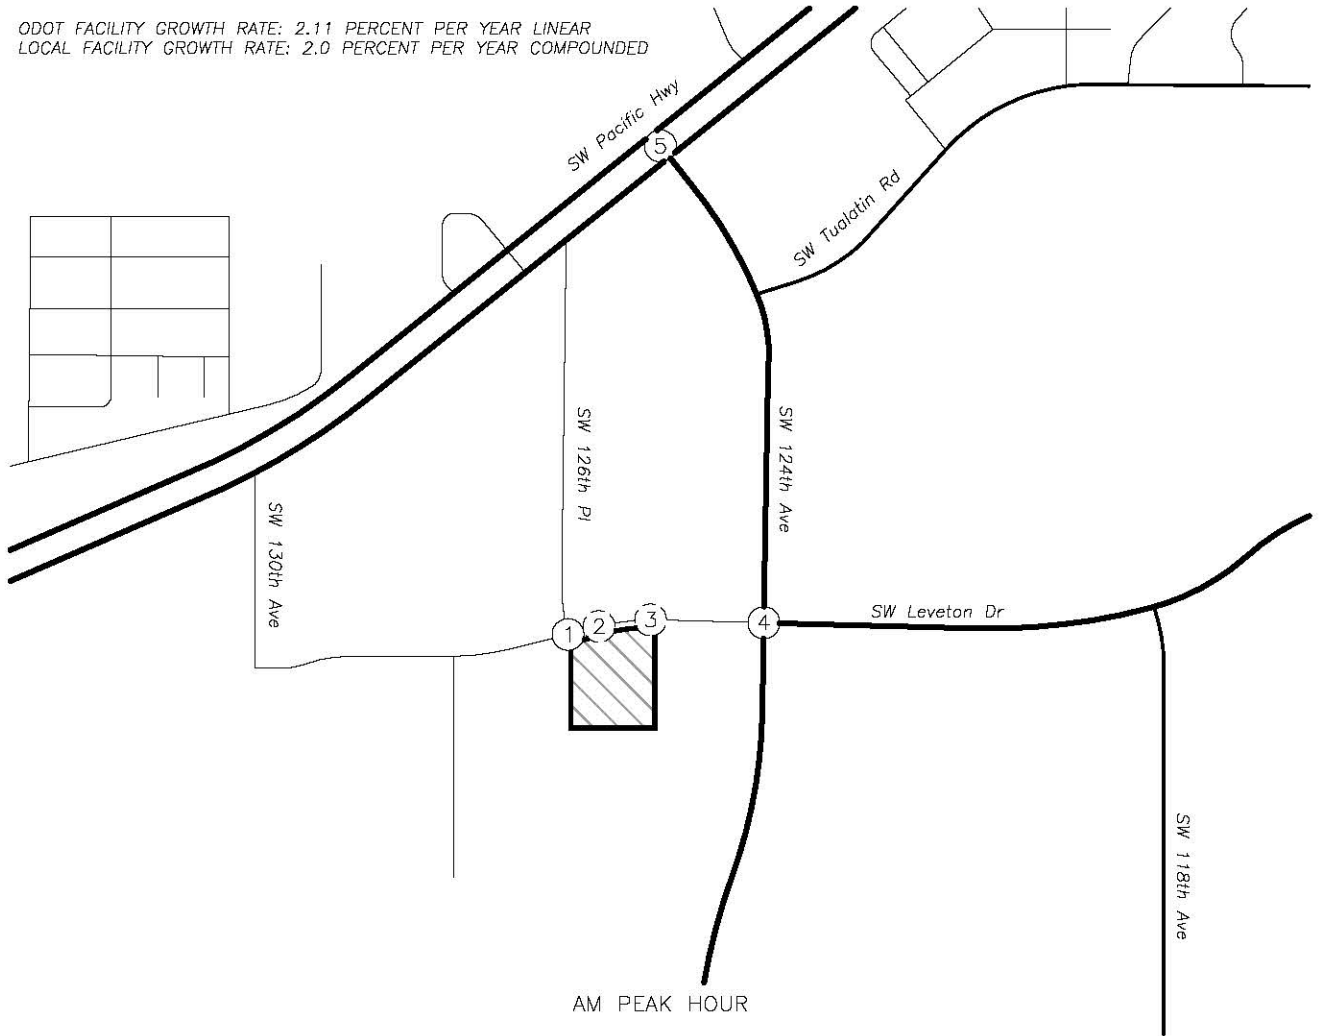 ODOT FACILITY GROWTH RATE: 2.11 PERCENT PER YEAR LINEAR
LOCAL FACILITY GROWTH RATE: 2.0 PERCENT PER YEAR COMPOUNDED
SW Pacific Hwy
5
SW Tualatin Rd
SW 126th Pl
SW 124th Ave
SW 130th Ave
1
2
3
4
SW Leveton Dr
SW 118th Ave
AM PEAK HOUR